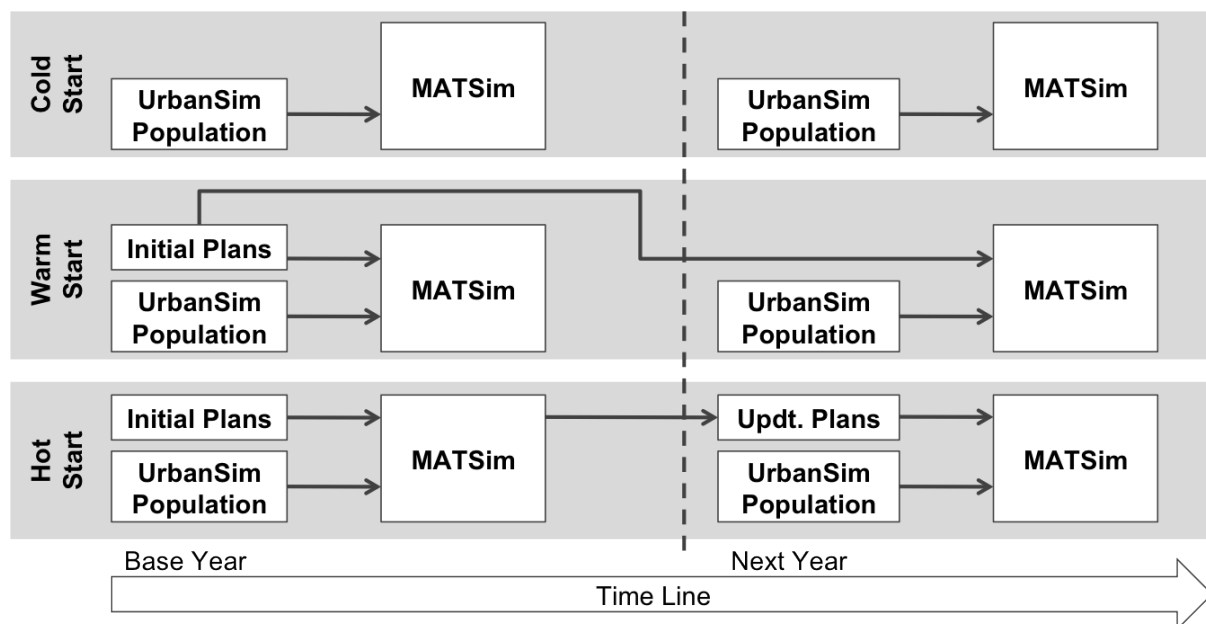 Cold
Start
UrbanSim
Population
MATSim
UrbanSim
Population
MATSim
Warm
Start
Initial Plans
UrbanSim
Population
MATSim
UrbanSim
Population
MATSim
Hot
Start
Initial Plans
UrbanSim
Population
MATSim
Updt. Plans
UrbanSim
Population
MATSim
Base Year
Next Year
Time Line